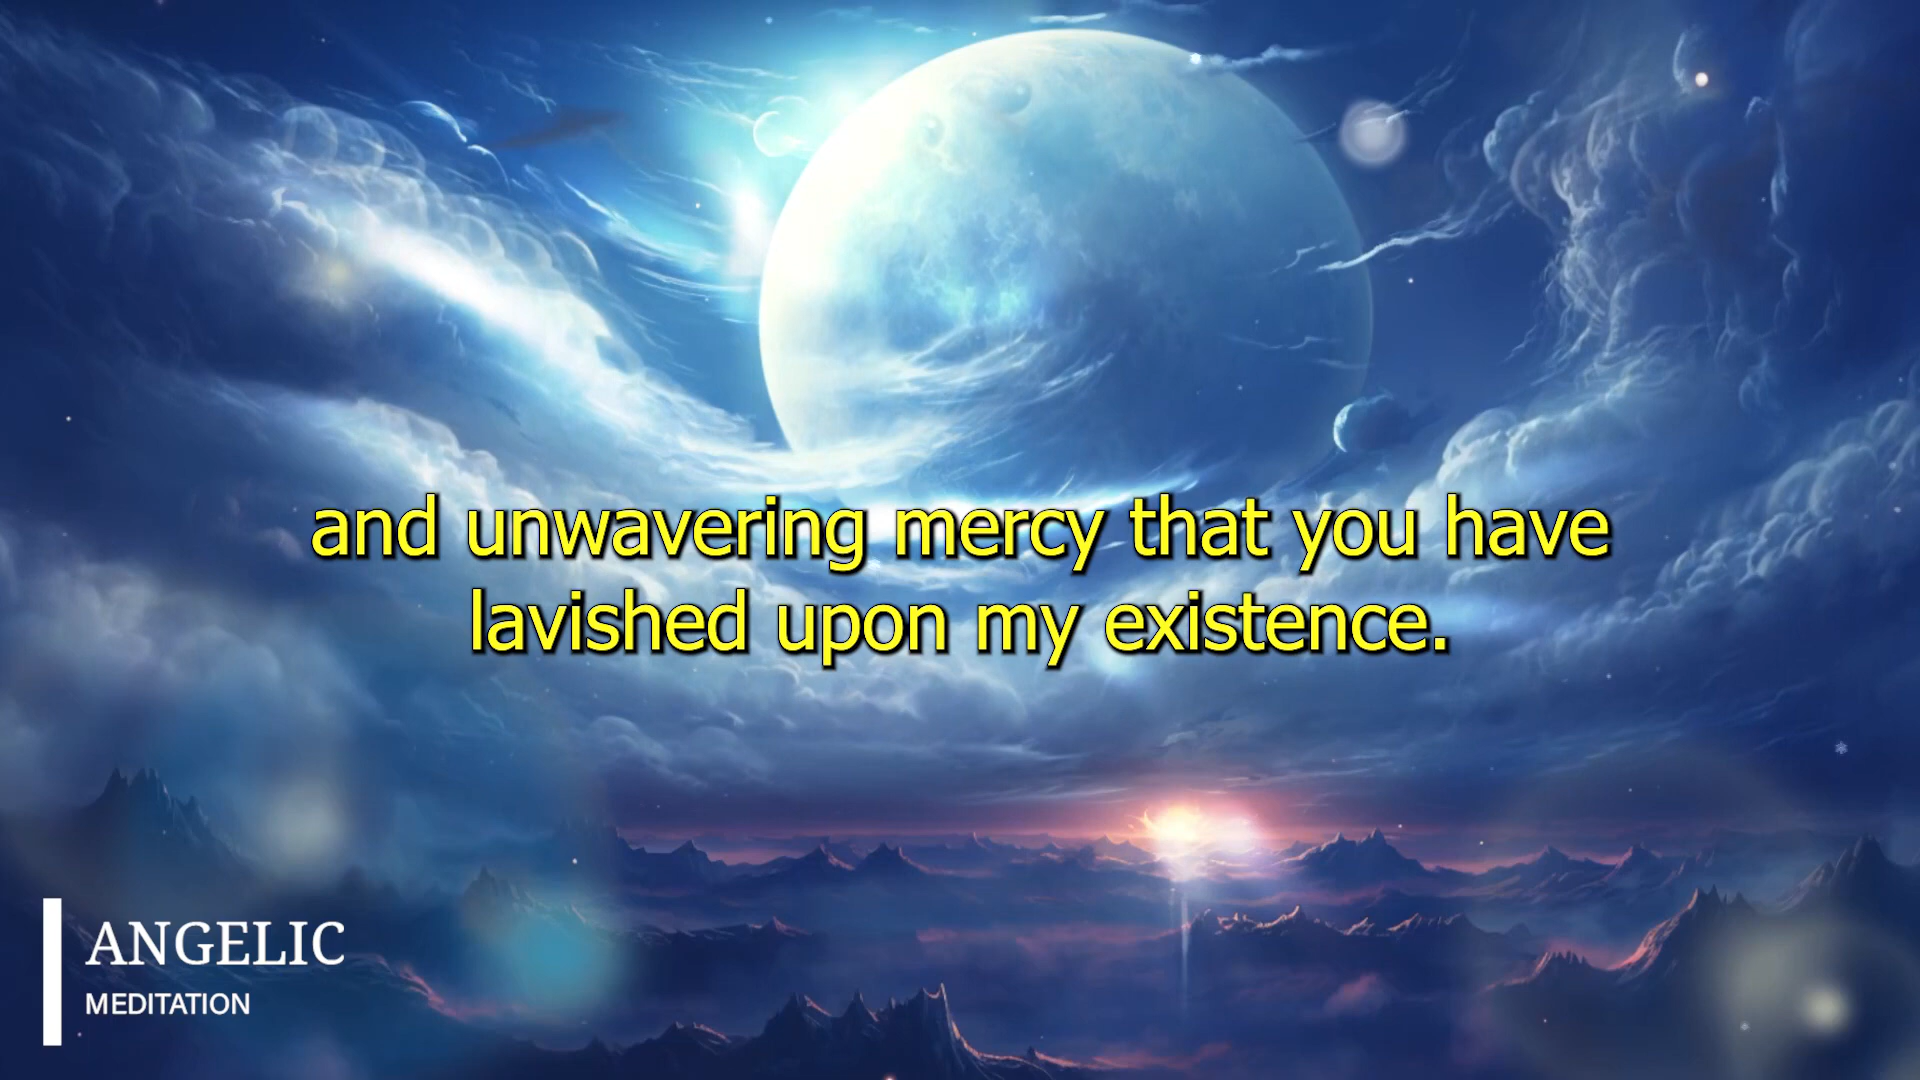 and unwavering mercy that you have
lavished upon my existence.
ANGELIC
MEDITATION